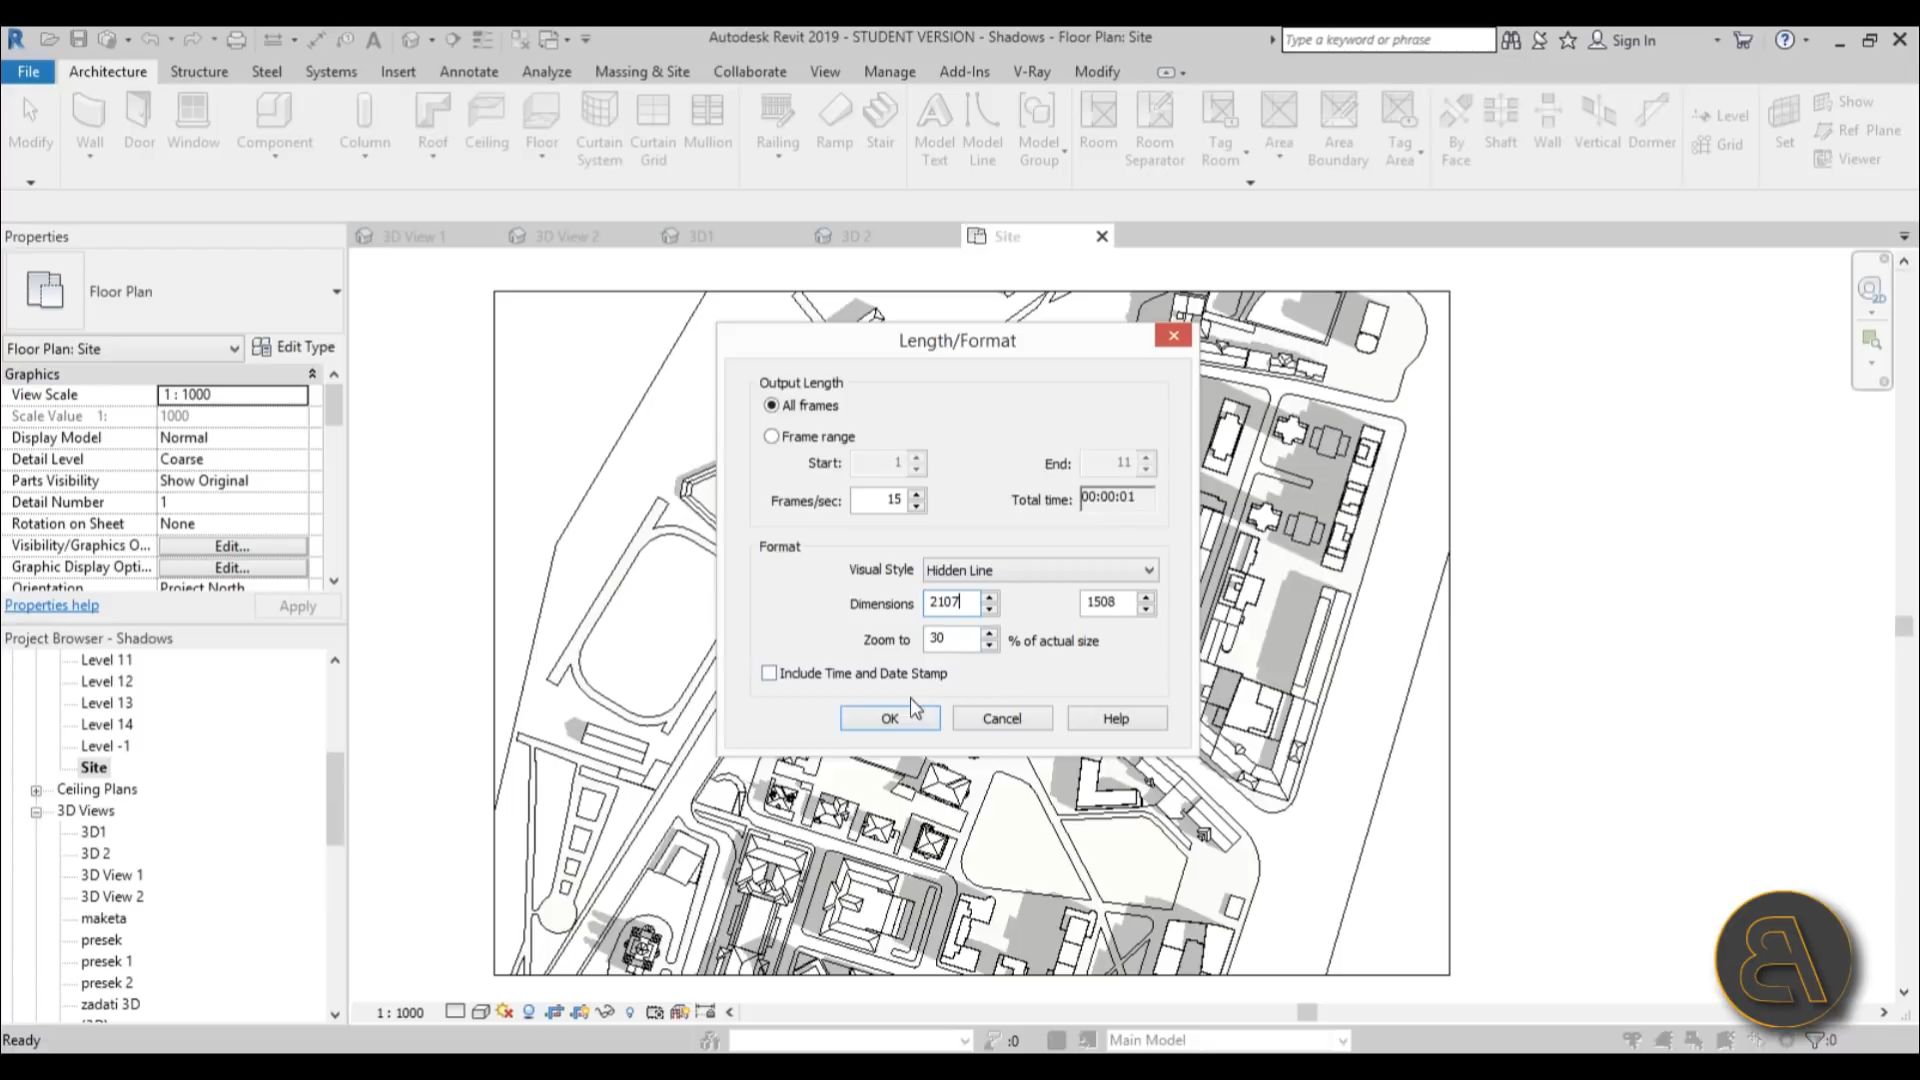 Autodesk Revit 2019 - STUDENT VERSION - Shadows - Floor Plan: Site
Type a keyword or phrase
Sign In
File Architecture Structure Steel Systems Insert Annotate Analyze Massing & Site Collaborate View Manage Add-Ins V-Ray Modify
Modify Wall Door Window Component Column Roof Ceiling Floor Curtain System Curtain Grid Mullion Railing Ramp Stair Model Text Model Line Model Group Room Room Separator Tag Room Area Area Boundary Tag Area By Face Shaft Wall Vertical Dormer Level Grid Set Show Ref Plane Viewer
Properties
3D View 1
3D View 2
3D1
3D 2
Site
Floor Plan
Floor Plan: Site
Edit Type
Graphics
View Scale 1 : 1000
Scale Value 1: 1000
Display Model Normal
Detail Level Coarse
Parts Visibility Show Original
Detail Number 1
Rotation on Sheet None
Visibility/Graphics O... Edit...
Graphic Display Opti... Edit...
Orientation Project North
Properties help
Apply
Project Browser - Shadows
Level 11
Level 12
Level 13
Level 14
Level -1
Site
Ceiling Plans
3D Views
3D1
3D 2
3D View 1
3D View 2
maketa
presek
presek 1
presek 2
zadati 3D
Length/Format
Output Length
All frames
Frame range
Start: 1 End: 11
Frames/sec: 15 Total time: 00:00:01
Format
Visual Style Hidden Line
Dimensions 2107 1508
Zoom to 30 % of actual size
Include Time and Date Stamp
OK Cancel Help
1 : 1000
Ready
:0
Main Model
:0